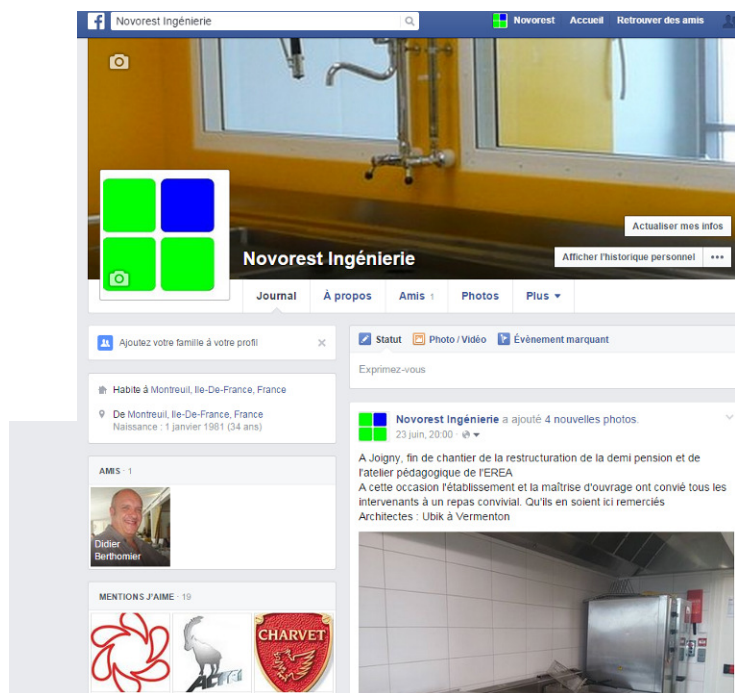 Novorest Ingénierie
Novorest Accueil Retrouver des amis
Actualiser mes infos
Novorest Ingénierie
Afficher l'historique personnel
Journal À propos Amis 1 Photos Plus
Ajoutez votre famille á votre profil
Habite á Montreuil, Ile-De-France, France
De Montreuil, Ile-De-France, France
Naissance : 1 janvier 1981 (34 ans)
AMIS · 1
Didier
Berthomier
MENTIONS J'AIME · 19
ACFRI
CHARVET
Statut Photo / Vidéo Évènement marquant
Exprimez-vous
Novorest Ingénierie a ajouté 4 nouvelles photos.
23 juin, 20:00 ·
A Joigny, fin de chantier de la restructuration de la demi pension et de
l'atelier pédagogique de l'EREA
A cette occasion l'établissement et la maîtrise d'ouvrage ont convié tous les
intervenants à un repas convivial. Qu'ils en soient ici remerciés
Architectes : Ubik à Vermenton